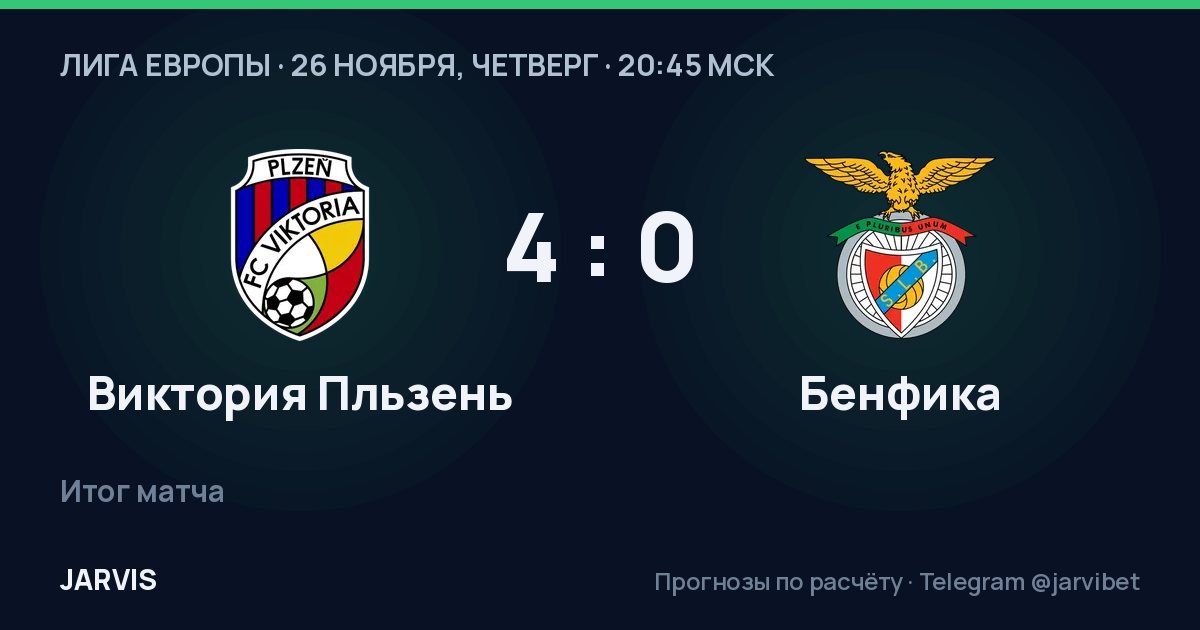 ЛИГА ЕВРОПЫ · 26 НОЯБРЯ, ЧЕТВЕРГ · 20:45 МСК
PLZEŇ
FC VIKTORIA
4 : 0
E PLURIBUS UNUM
S.L.B.
Виктория Пльзень
Бенфика
Итог матча
JARVIS
Прогнозы по расчёту · Telegram @jarvibet